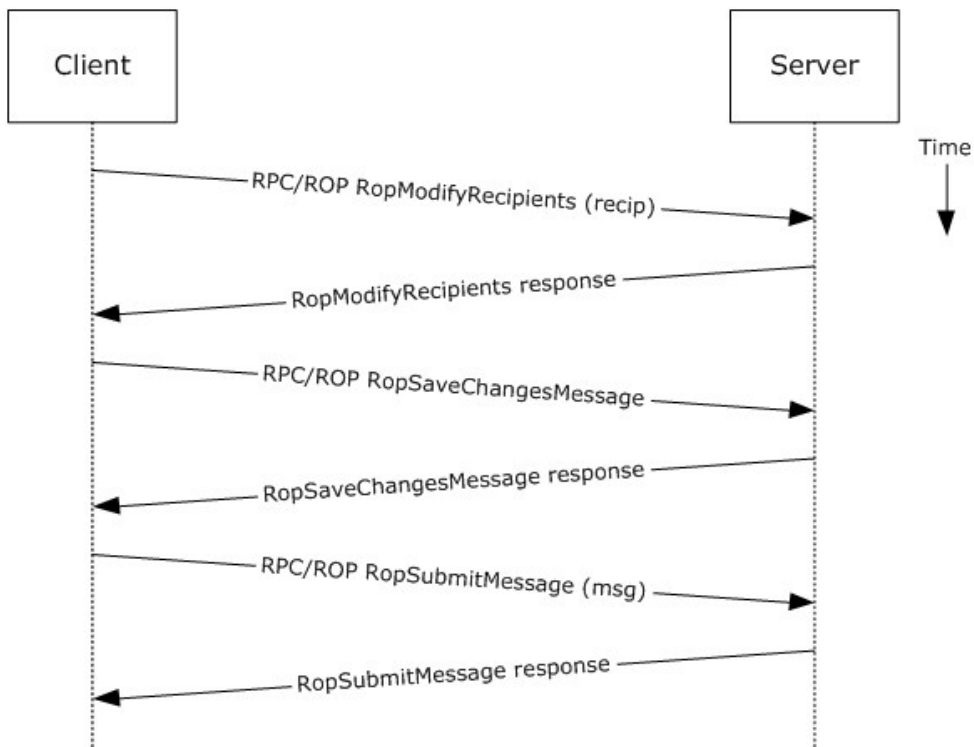 Client
Server
Time
RPC/ROP RopModifyRecipients (recip)
RopModifyRecipients response
RPC/ROP RopSaveChangesMessage
RopSaveChangesMessage response
RPC/ROP RopSubmitMessage (msg)
RopSubmitMessage response